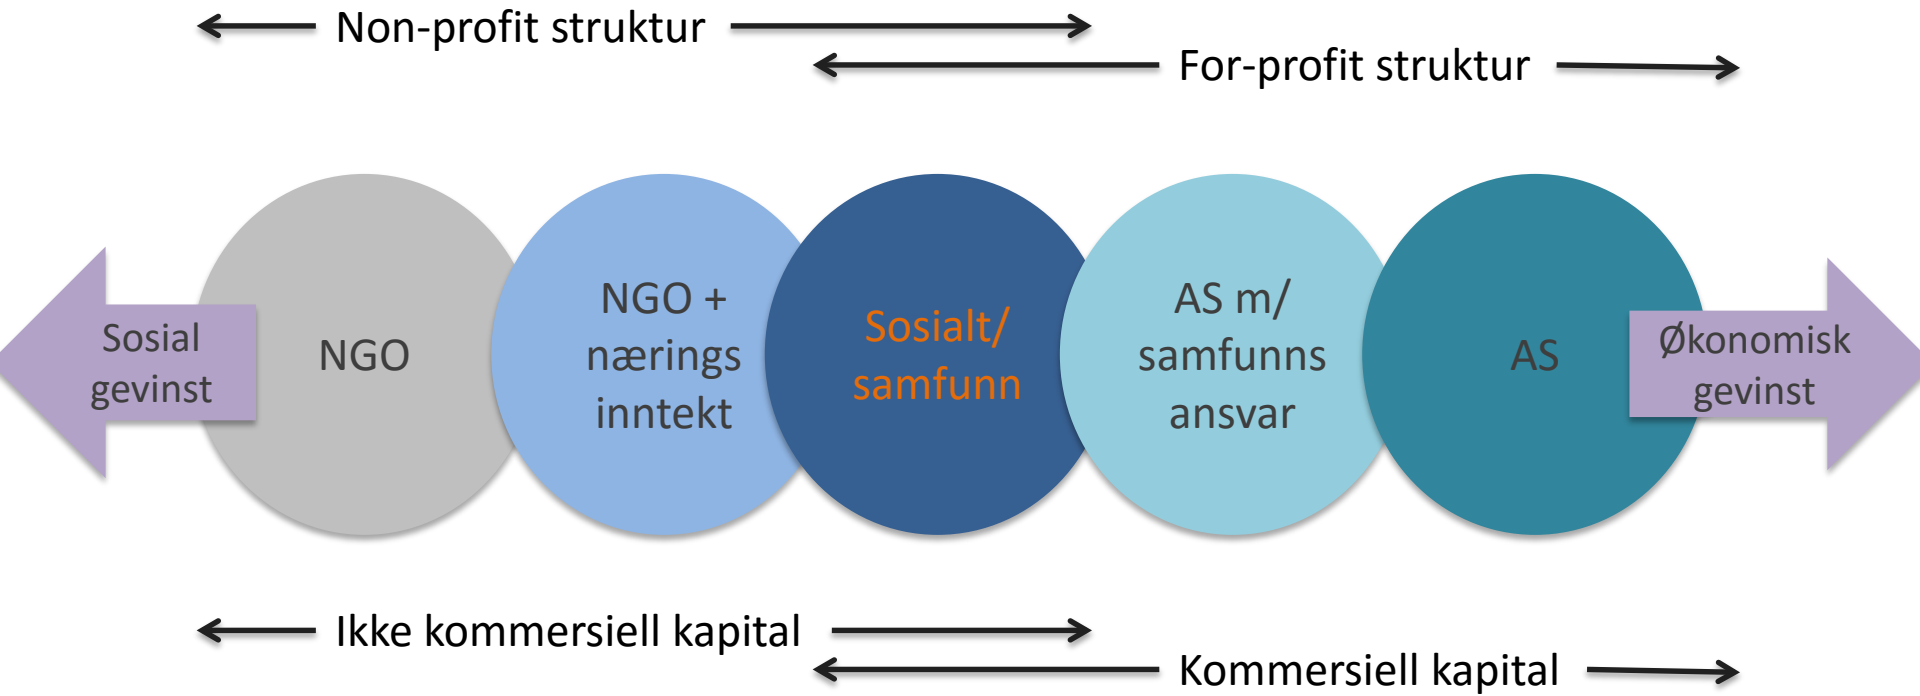 Non-profit struktur
For-profit struktur
Sosial
gevinst
NGO
NGO +
nærings
inntekt
Sosialt/
samfunn
AS m/
samfunns
ansvar
AS
Økonomisk
gevinst
Ikke kommersiell kapital
Kommersiell kapital